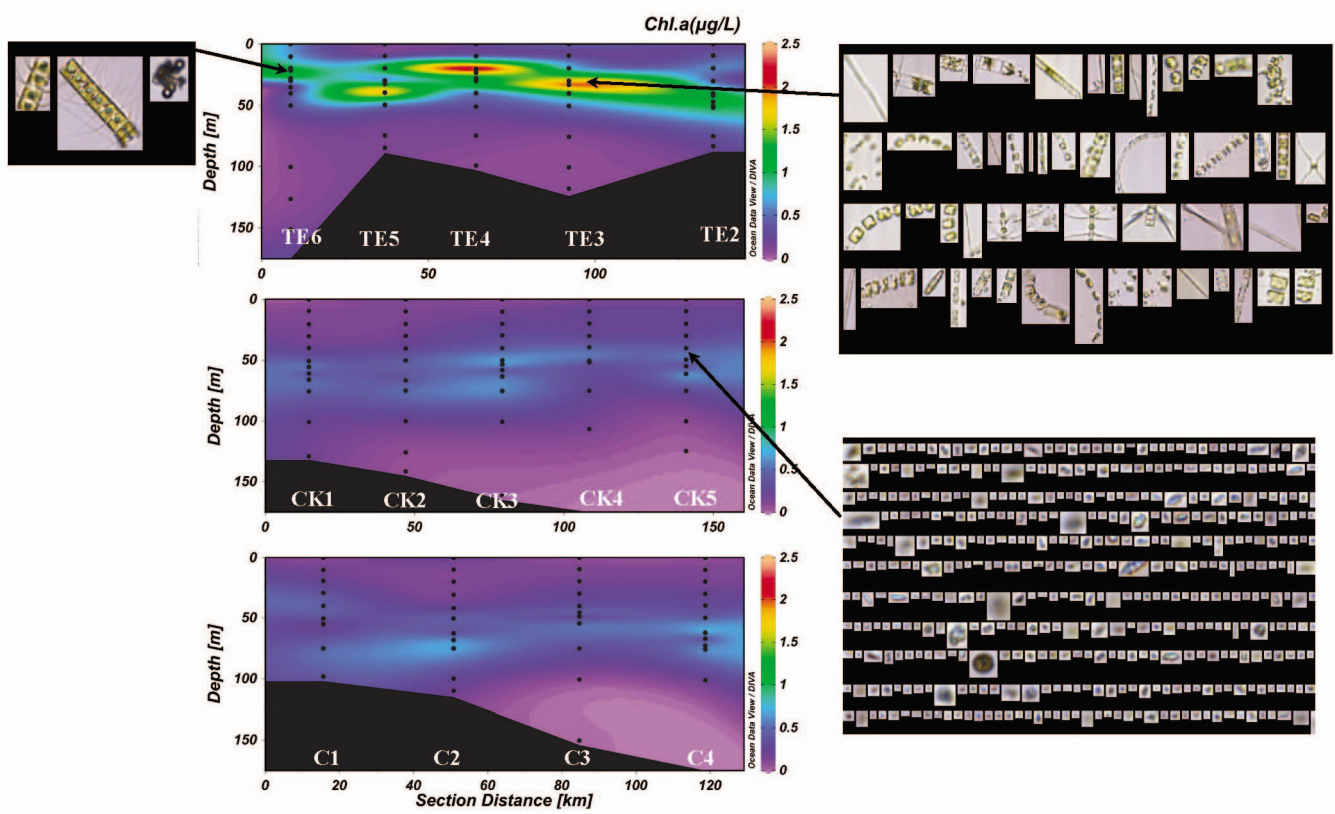 Chl.a(µg/L)
0
50
100
150
Depth [m]
TE6 TE5 TE4 TE3 TE2
0 50 100
2.5
2
1.5
1
0.5
0
Ocean Data View / DIVA
0
50
100
150
Depth [m]
CK1 CK2 CK3 CK4 CK5
0 50 100 150
2.5
2
1.5
1
0.5
0
Ocean Data View / DIVA
0
50
100
150
Depth [m]
C1 C2 C3 C4
0 20 40 60 80 100 120
Section Distance [km]
2.5
2
1.5
1
0.5
0
Ocean Data View / DIVA